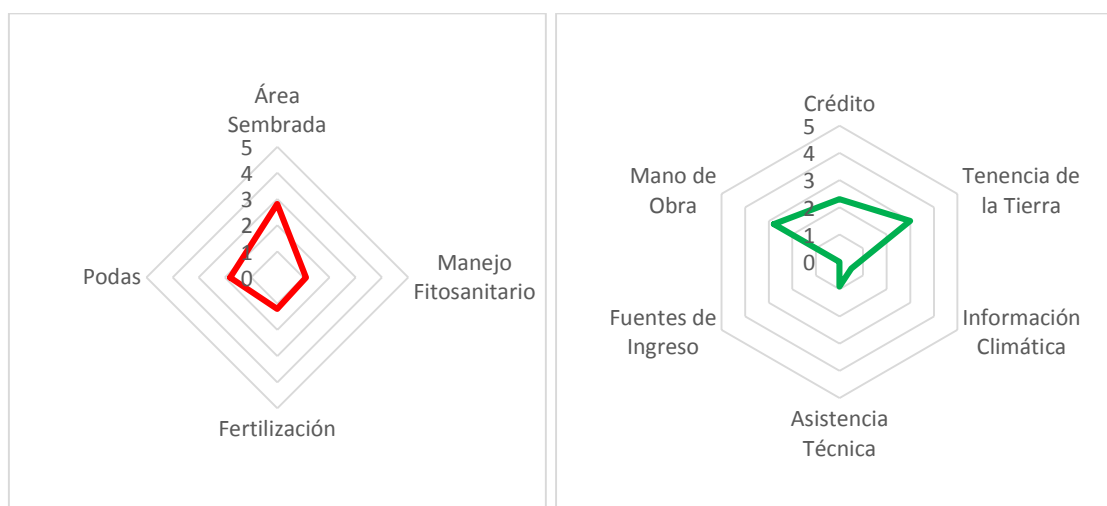 Área
Sembrada
5
4
3
2
1
0
Podas
Manejo
Fitosanitario
Fertilización
Crédito
5
4
3
2
1
0
Mano de
Obra
Tenencia de
la Tierra
Fuentes de
Ingreso
Información
Climática
Asistencia
Técnica